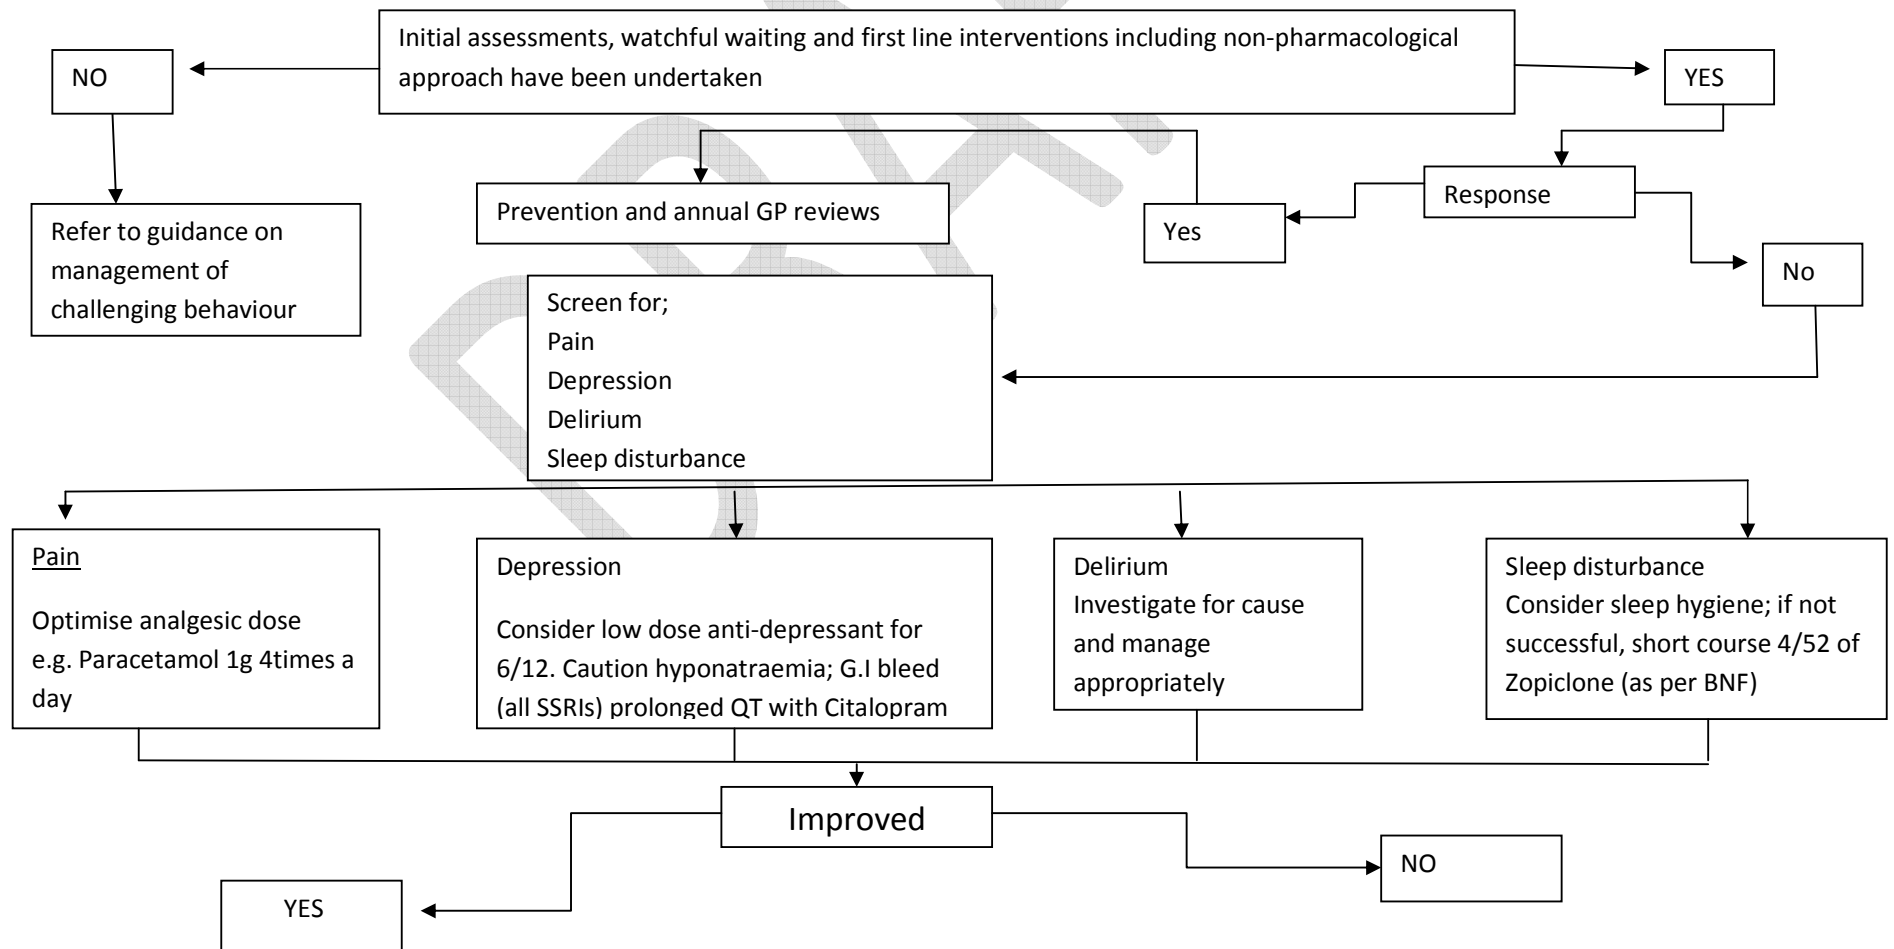 Initial assessments, watchful waiting and first line interventions including non-pharmacological
approach have been undertaken
NO
YES
Refer to guidance on
management of
challenging behaviour
Prevention and annual GP reviews
Response
Yes
No
Screen for;
Pain
Depression
Delirium
Sleep disturbance
Pain
Optimise analgesic dose
e.g. Paracetamol 1g 4times a
day
Depression
Consider low dose anti-depressant for
6/12. Caution hyponatraemia; G.I bleed
(all SSRIs) prolonged QT with Citalopram
Delirium
Investigate for cause
and manage
appropriately
Sleep disturbance
Consider sleep hygiene; if not
successful, short course 4/52 of
Zopiclone (as per BNF)
Improved
YES
NO